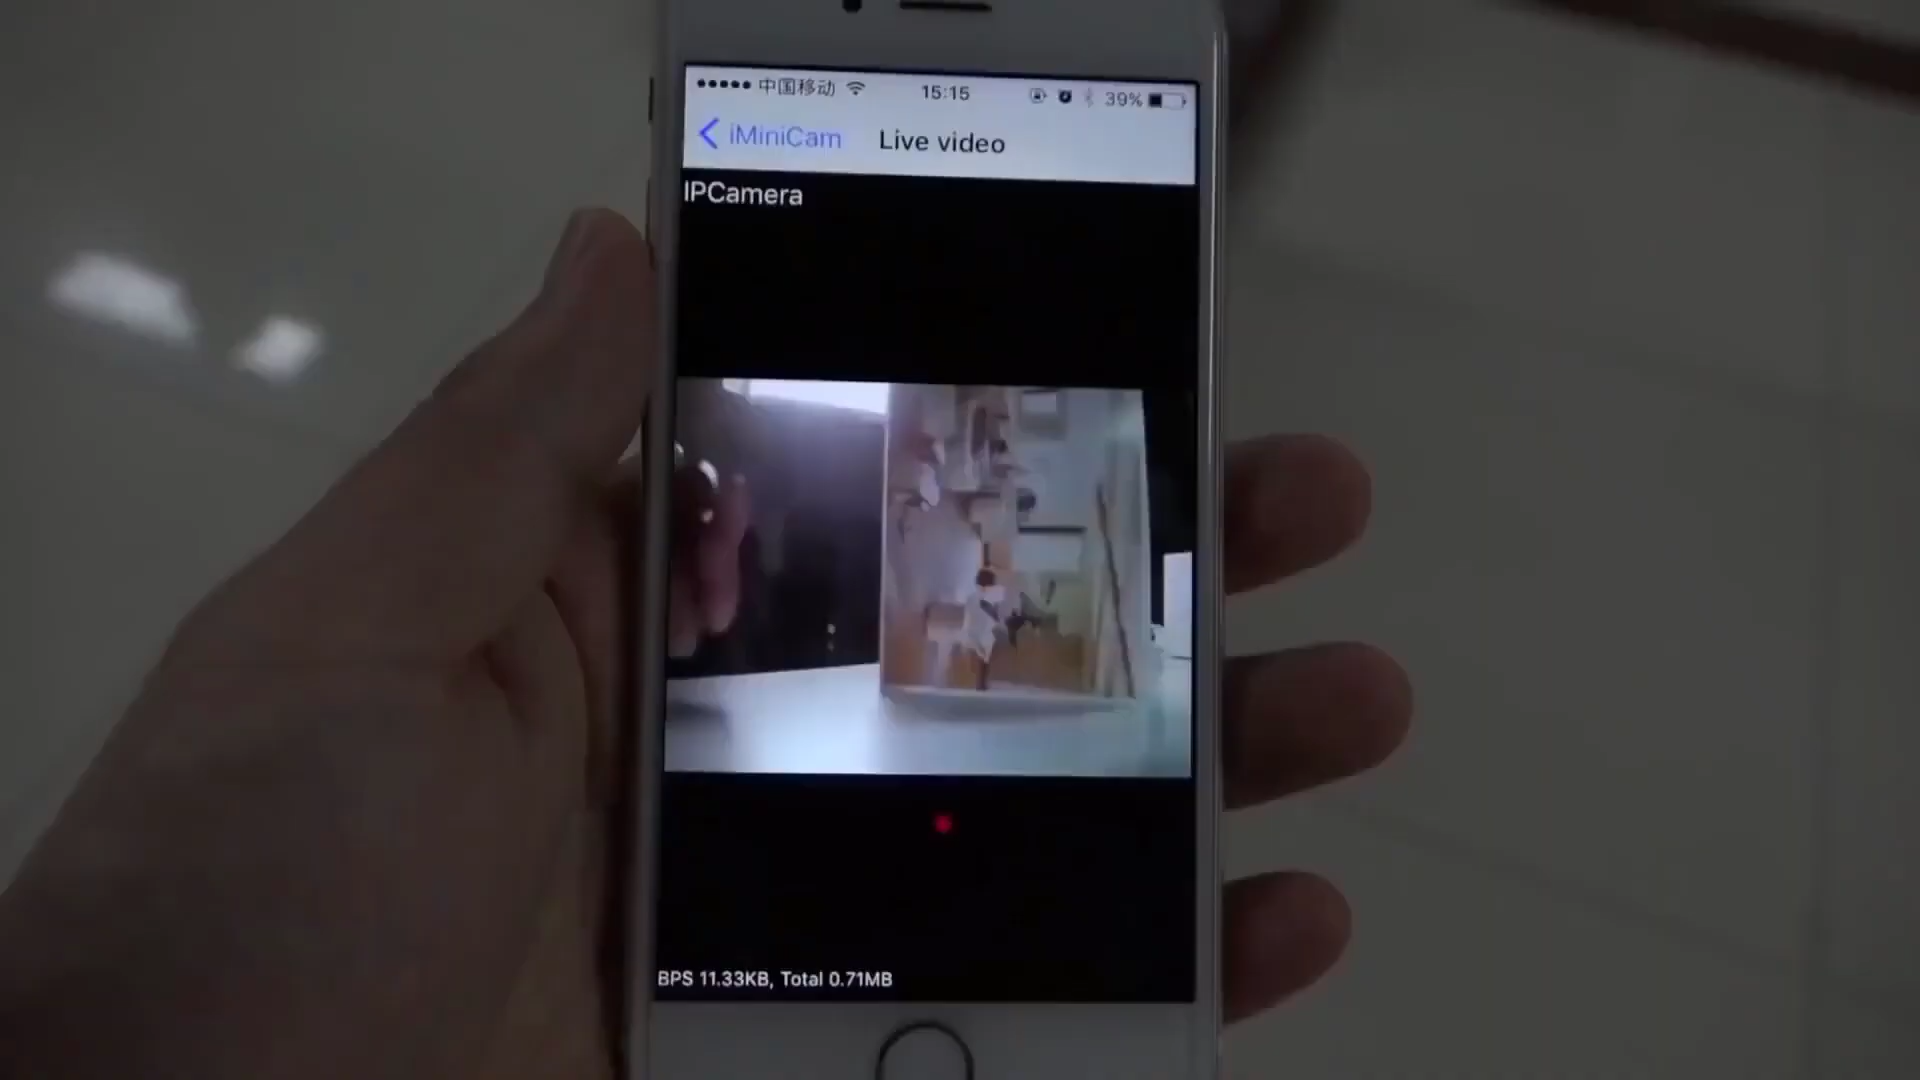 中国移动 15:15 39%
iMiniCam Live video
IPCamera
BPS 11.33KB, Total 0.71MB